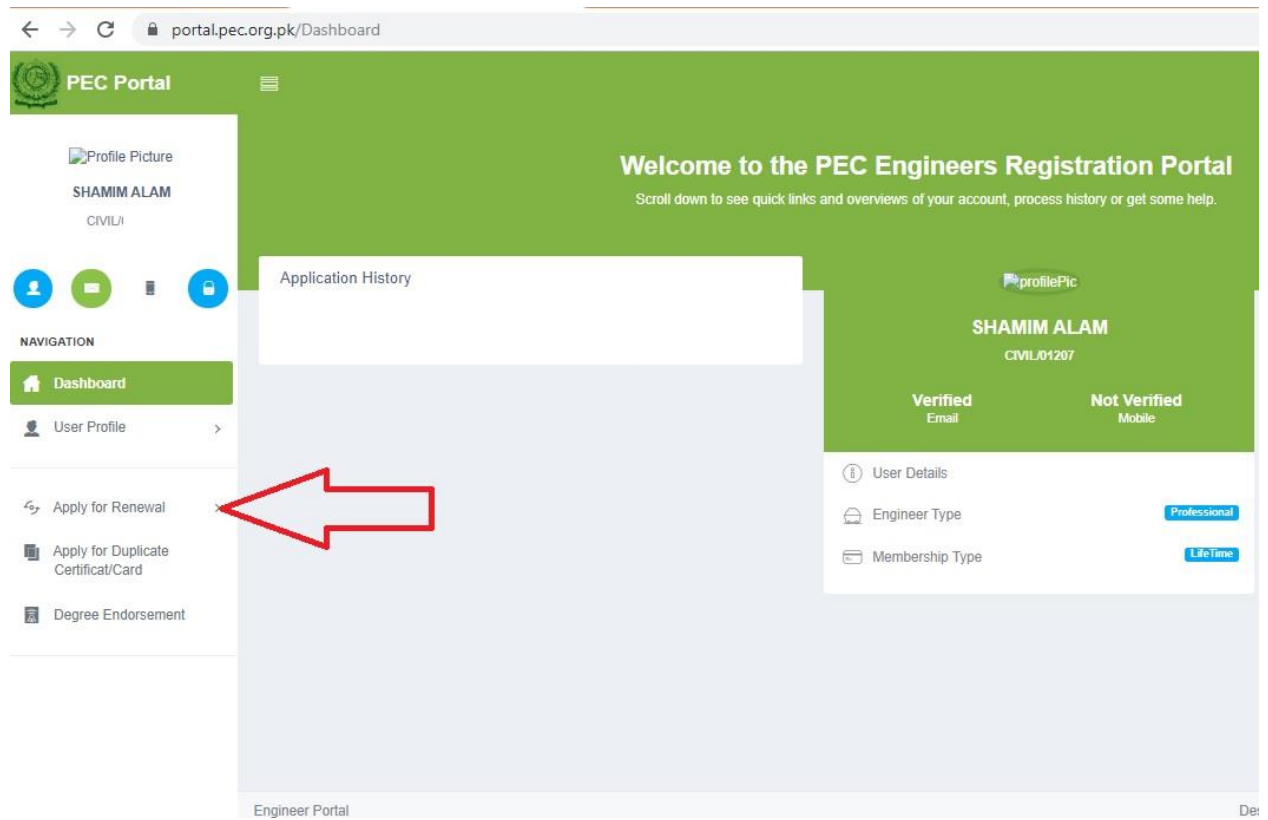 portal.pec.org.pk/Dashboard
PEC Portal
Profile Picture
SHAMIM ALAM
CIVIL/
NAVIGATION
Dashboard
User Profile
Apply for Renewal
Apply for Duplicate
Certificat/Card
Degree Endorsement
Welcome to the PEC Engineers Registration Portal
Scroll down to see quick links and overviews of your account, process history or get some help.
Application History
profilePic
SHAMIM ALAM
CIVIL/01207
Verified
Email
Not Verified
Mobile
User Details
Engineer Type
Professional
Membership Type
LifeTime
Engineer Portal
Des